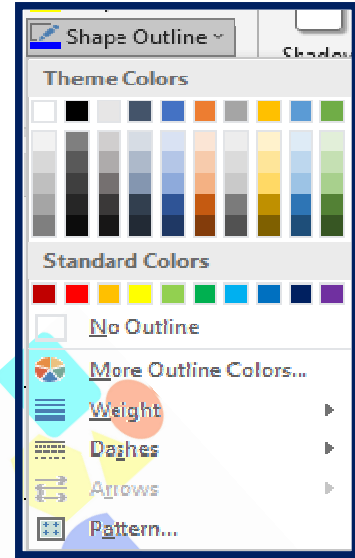 Shape Outline
Theme Colors
Standard Colors
No Outline
More Outline Colors...
Weight
Dashes
Arrows
Pattern...